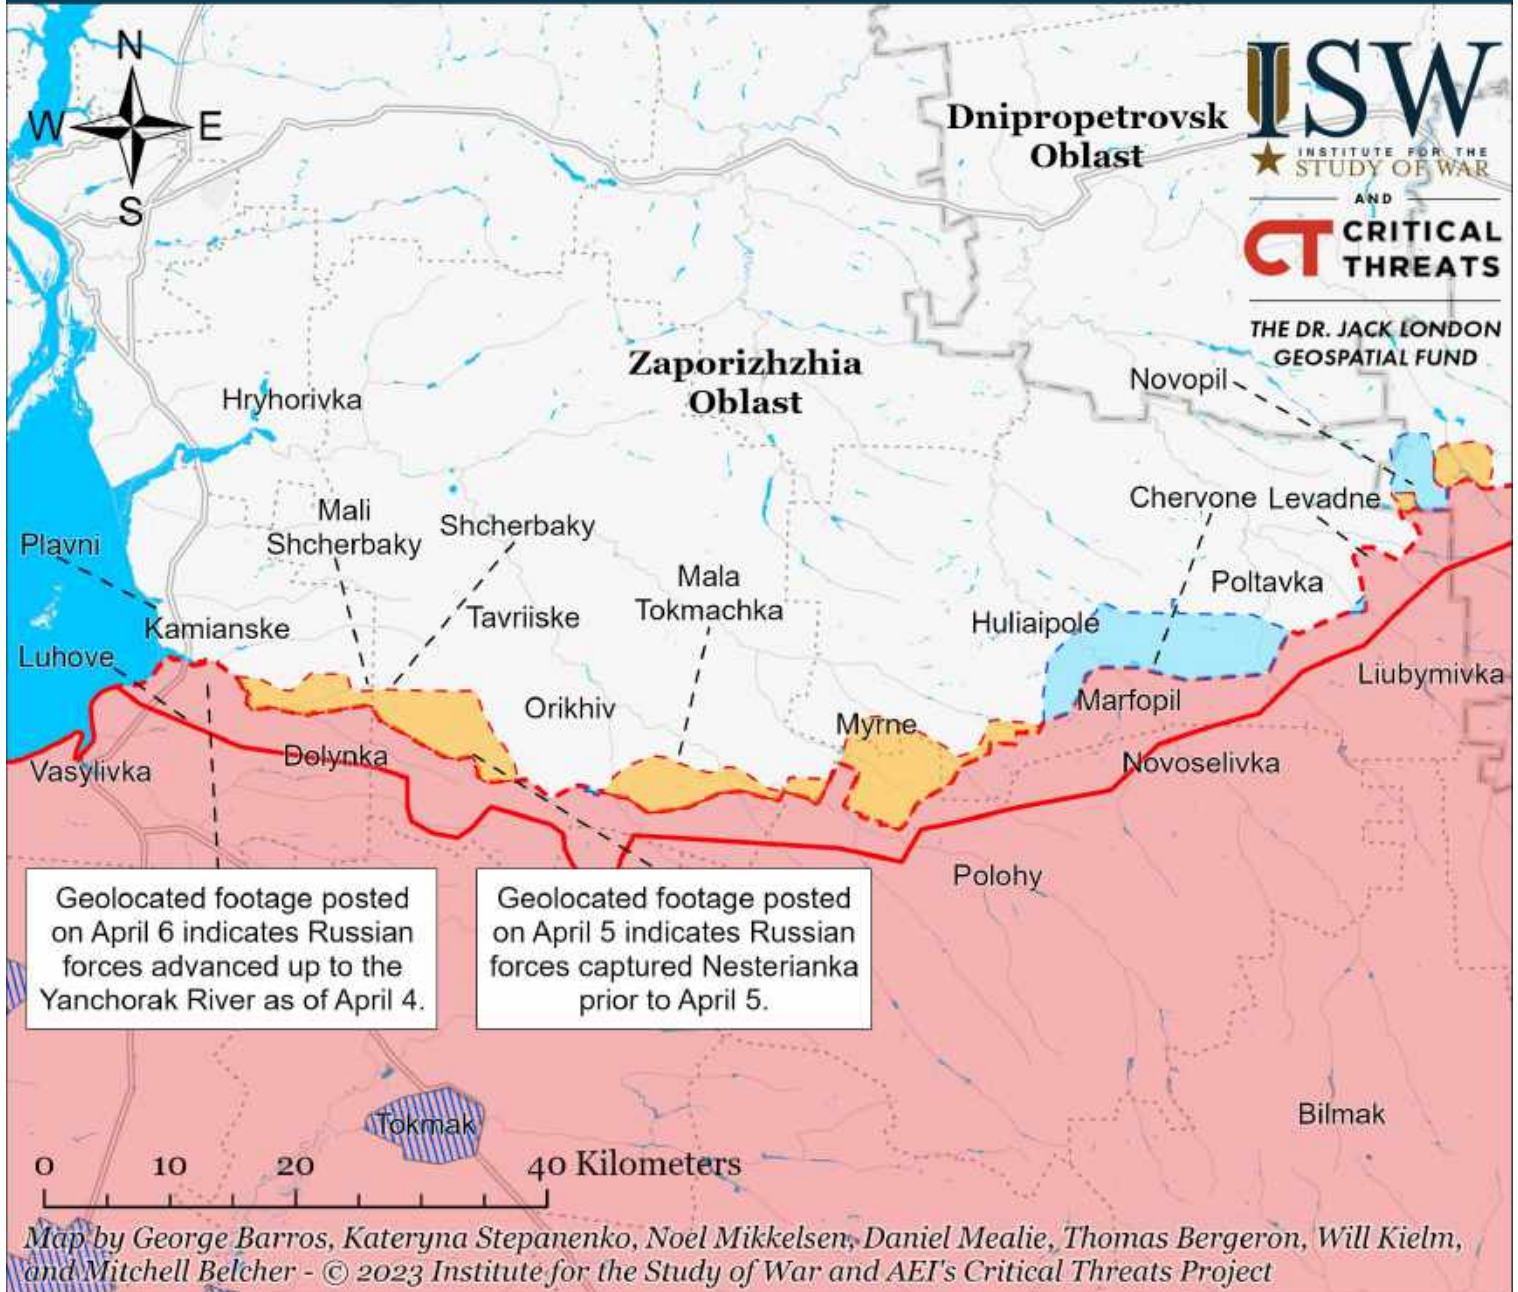 N
W E
S
ISW
INSTITUTE FOR THE
STUDY OF WAR
AND
CT CRITICAL
THREATS
THE DR. JACK LONDON
GEOSPATIAL FUND
Dnipropetrovsk
Oblast
Zaporizhzhia
Oblast
Novopil
Hryhorivka
Mali
Shcherbaky
Shcherbaky
Chervone
Levadne
Plavni
Mala
Tokmachka
Poltavka
Tavriiske
Huliaipole
Kamianske
Luhove
Liubymivka
Orikhiv
Marfopil
Myrne
Dolynka
Vasylivka
Novoselivka
Polohy
Geolocated footage posted
on April 6 indicates Russian
forces advanced up to the
Yanchorak River as of April 4.
Geolocated footage posted
on April 5 indicates Russian
forces captured Nesterianka
prior to April 5.
Tokmak
Bilmak
0 10 20 40 Kilometers
Map by George Barros, Kateryna Stepanenko, Noel Mikkelsen, Daniel Mealie, Thomas Bergeron, Will Kielm,
and Mitchell Belcher - © 2023 Institute for the Study of War and AEI's Critical Threats Project